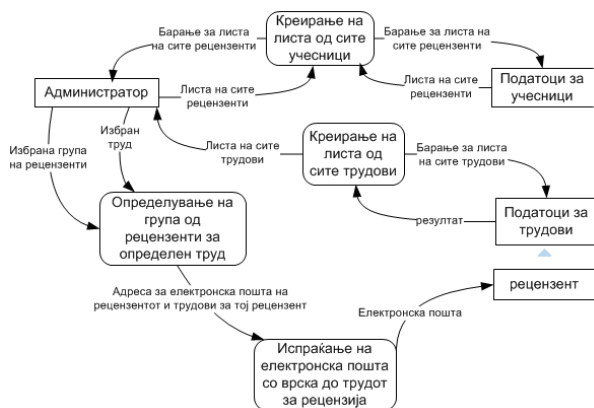 Барање за листа
на сите рецензенти
Креирање на
листа од сите
учесници
Барање за листа на
сите рецензенти
Администратор
Листа на сите
рецензенти
Листа на сите
рецензенти
Податоци за
учесници
Избрана група
на рецензенти
Избран
труд
Листа на сите
трудови
Креирање на
листа од
сите трудови
Барање за листа
на сите трудови
резултат
Податоци за
трудови
Определување на
група од
рецензенти за
определен труд
Адреса за електронска пошта на
рецензентот и трудови за тој рецензент
Електронска пошта
рецензент
Испраќање на
електронска пошта
со врска до трудот
за рецензија